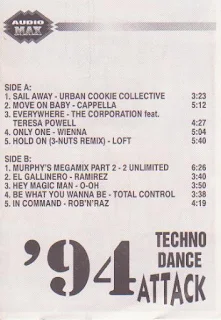 AUDIO
MAX
SIDE A:
1. SAIL AWAY - URBAN COOKIE COLLECTIVE 3:23
2. MOVE ON BABY - CAPPELLA 5:12
3. EVERYWHERE - THE CORPORATION feat.
TERESA POWELL 4:27
4. ONLY ONE - WIENNA 5:04
5. HOLD ON (3-NUTS REMIX) - LOFT 5:40
SIDE B:
1. MURPHY'S MEGAMIX PART 2 - 2 UNLIMITED 6:26
2. EL GALLINERO - RAMIREZ 3:40
3. HEY MAGIC MAN - O-OH 3:50
4. BE WHAT YOU WANNA BE - TOTAL CONTROL 3:38
5. IN COMMAND - ROB'N'RAZ 4:19
'94 TECHNO
DANCE
ATTACK